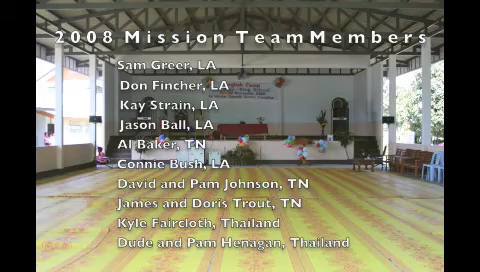 2008 Mission Team Members
Sam Greer, LA
Don Fincher, LA
Kay Strain, LA
Jason Ball, LA
Al Baker, TN
Connie Bush, LA
David and Pam Johnson, TN
James and Doris Trout, TN
Kyle Faircloth, Thailand
Dude and Pam Henagan, Thailand